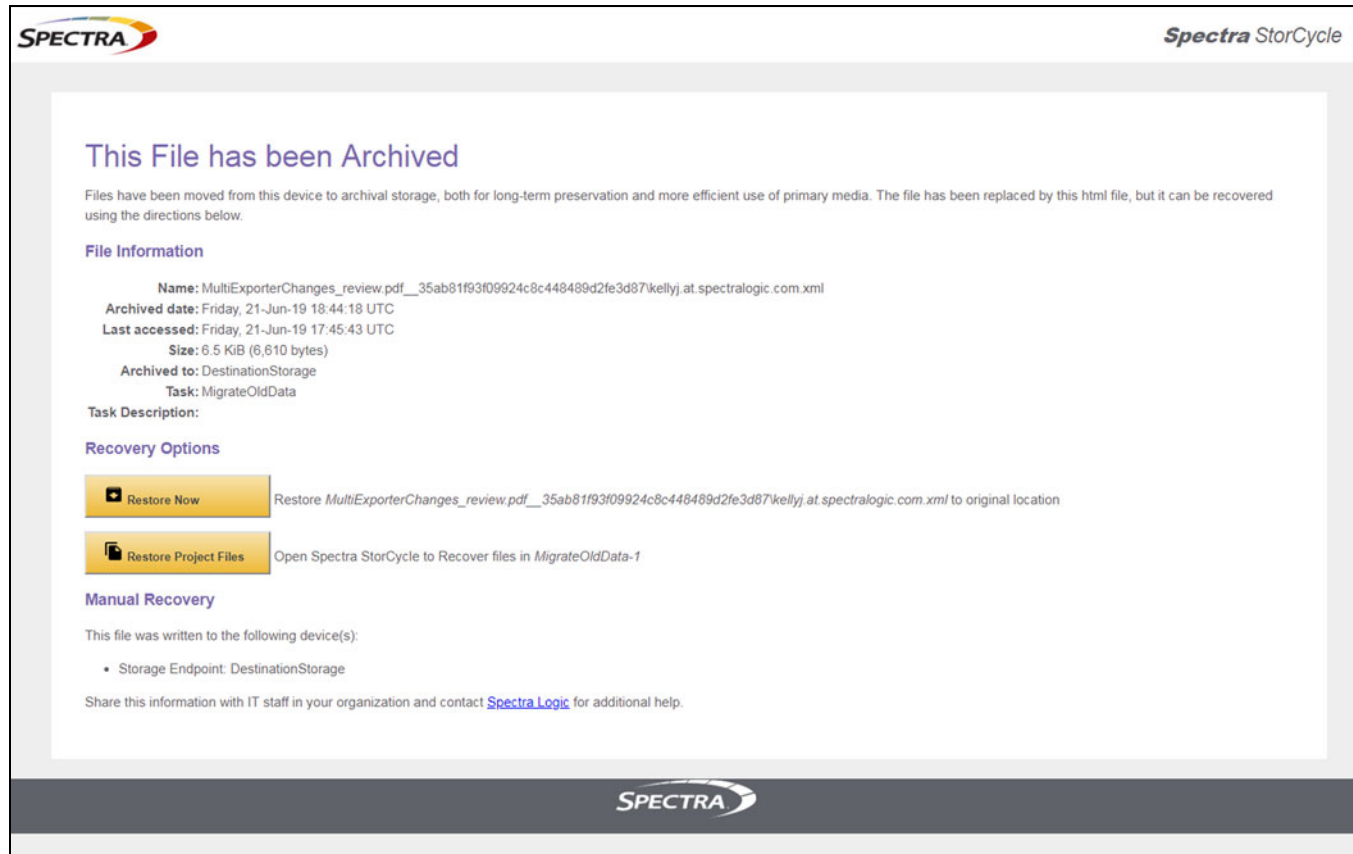 SPECTRA
Spectra StorCycle
This File has been Archived
Files have been moved from this device to archival storage, both for long-term preservation and more efficient use of primary media. The file has been replaced by this html file, but it can be recovered
using the directions below.
File Information
Name: MultiExporterChanges_review.pdf__35ab81f93f09924c8c448489d2fe3d87\kellyj.at.spectralogic.com.xml
Archived date: Friday, 21-Jun-19 18:44:18 UTC
Last accessed: Friday, 21-Jun-19 17:45:43 UTC
Size: 6.5 KiB (6,610 bytes)
Archived to: DestinationStorage
Task: MigrateOldData
Task Description:
Recovery Options
Restore Now Restore MultiExporterChanges_review.pdf__35ab81f93f09924c8c448489d2fe3d87\kellyj.at.spectralogic.com.xml to original location
Restore Project Files Open Spectra StorCycle to Recover files in MigrateOldData-1
Manual Recovery
This file was written to the following device(s):
• Storage Endpoint: DestinationStorage
Share this information with IT staff in your organization and contact Spectra Logic for additional help.
SPECTRA